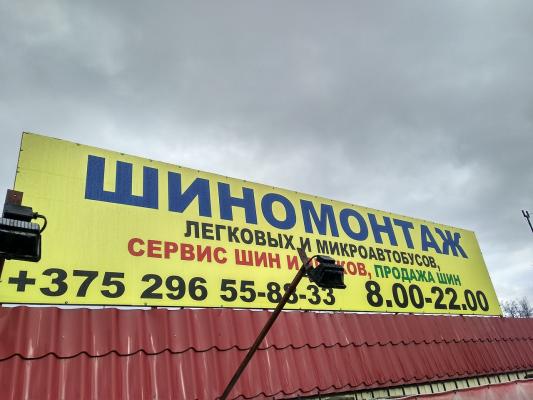 ШИНОМОНТАЖ
ЛЕГКОВЫХ И МИКРОАВТОБУСОВ,
СЕРВИС ШИН И ПРОДАЖА ШИН
+375 296 55-88-33 8.00-22.00